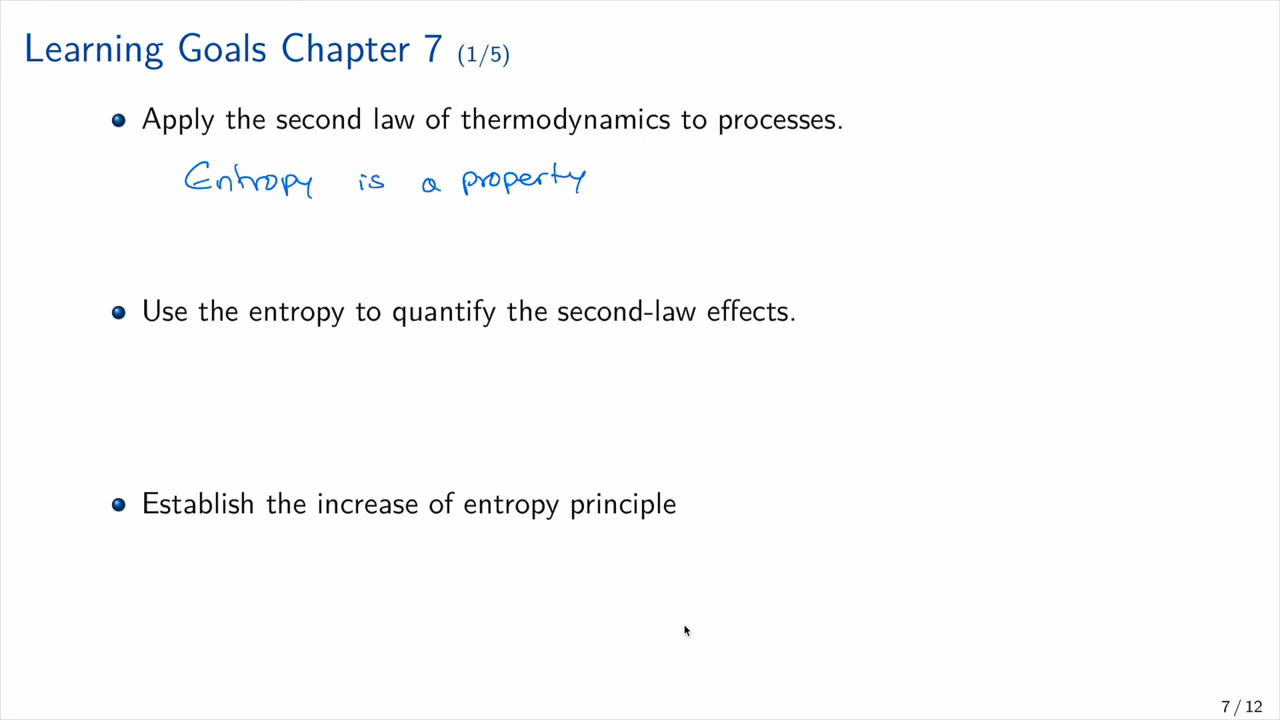 Learning Goals Chapter 7 (1/5)
Apply the second law of thermodynamics to processes.
Entropy is a property
Use the entropy to quantify the second-law effects.
Establish the increase of entropy principle
7 / 12